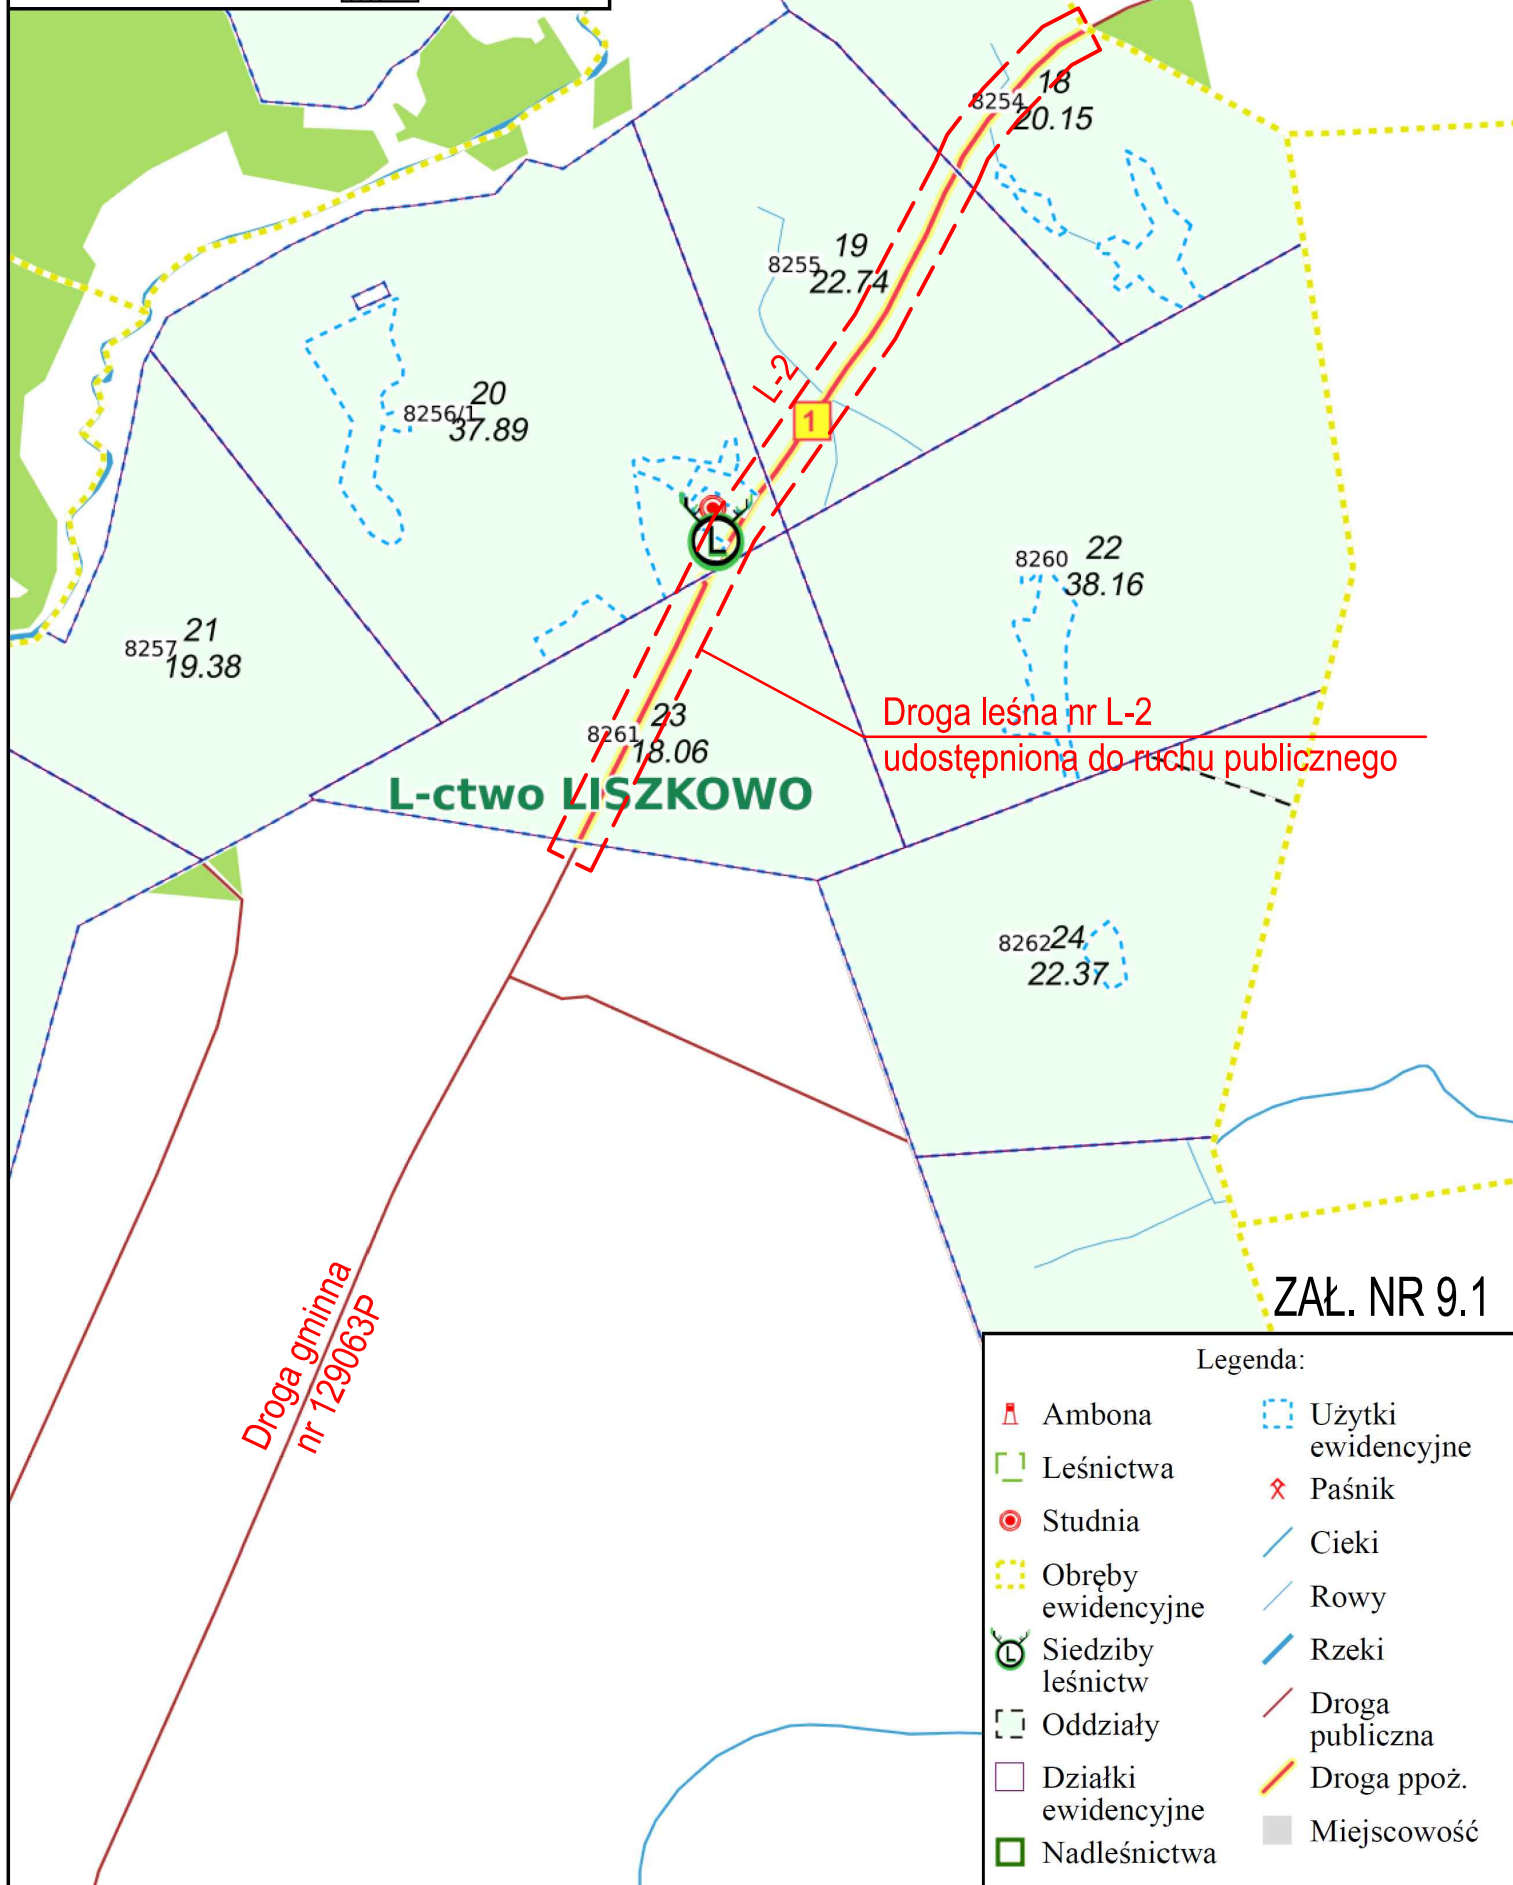 18
8254
20.15
19
8255
22.74
L-2
20
8256/1
37.89
1
L
22
8260
38.16
21
8257
19.38
23
8261
18.06
Droga leśna nr L-2
udostępniona do ruchu publicznego
L-ctwo LISZKOWO
24
8262
22.37
Droga gminna
nr 129063P
ZAŁ. NR 9.1
Legenda:
Ambona
Leśnictwa
Studnia
Obręby
ewidencyjne
L
Siedziby
leśnictw
Oddziały
Działki
ewidencyjne
Nadleśnictwa
Użytki
ewidencyjne
Paśnik
Cieki
Rowy
Rzeki
Droga
publiczna
Droga ppoż.
Miejscowość